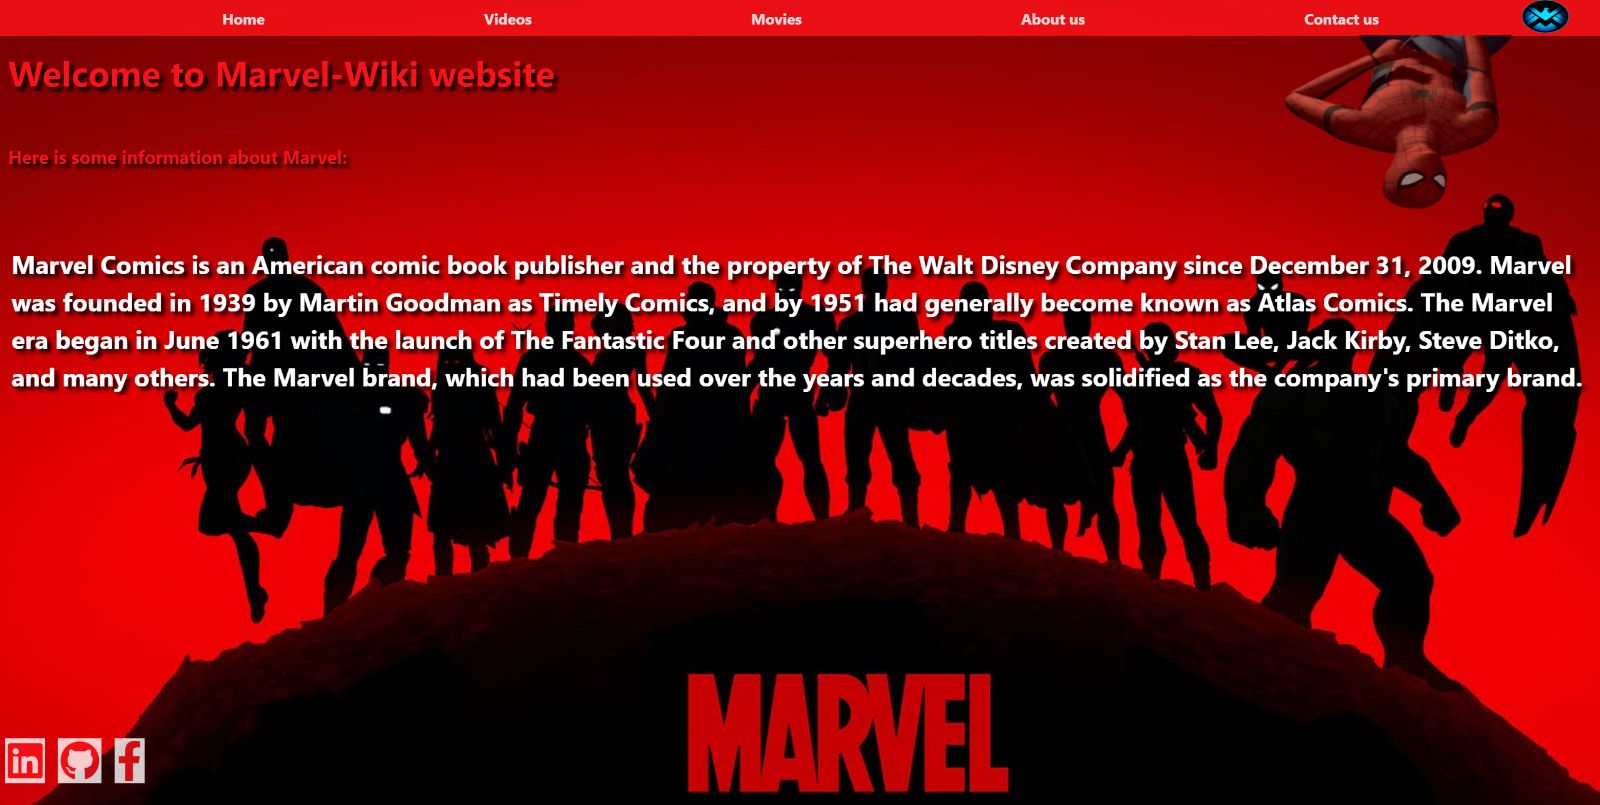 Home Videos Movies About us Contact us
Welcome to Marvel-Wiki website
Here is some information about Marvel:
Marvel Comics is an American comic book publisher and the property of The Walt Disney Company since December 31, 2009. Marvel
was founded in 1939 by Martin Goodman as Timely Comics, and by 1951 had generally become known as Atlas Comics. The Marvel
era began in June 1961 with the launch of The Fantastic Four and other superhero titles created by Stan Lee, Jack Kirby, Steve Ditko,
and many others. The Marvel brand, which had been used over the years and decades, was solidified as the company's primary brand.
MARVEL
in f